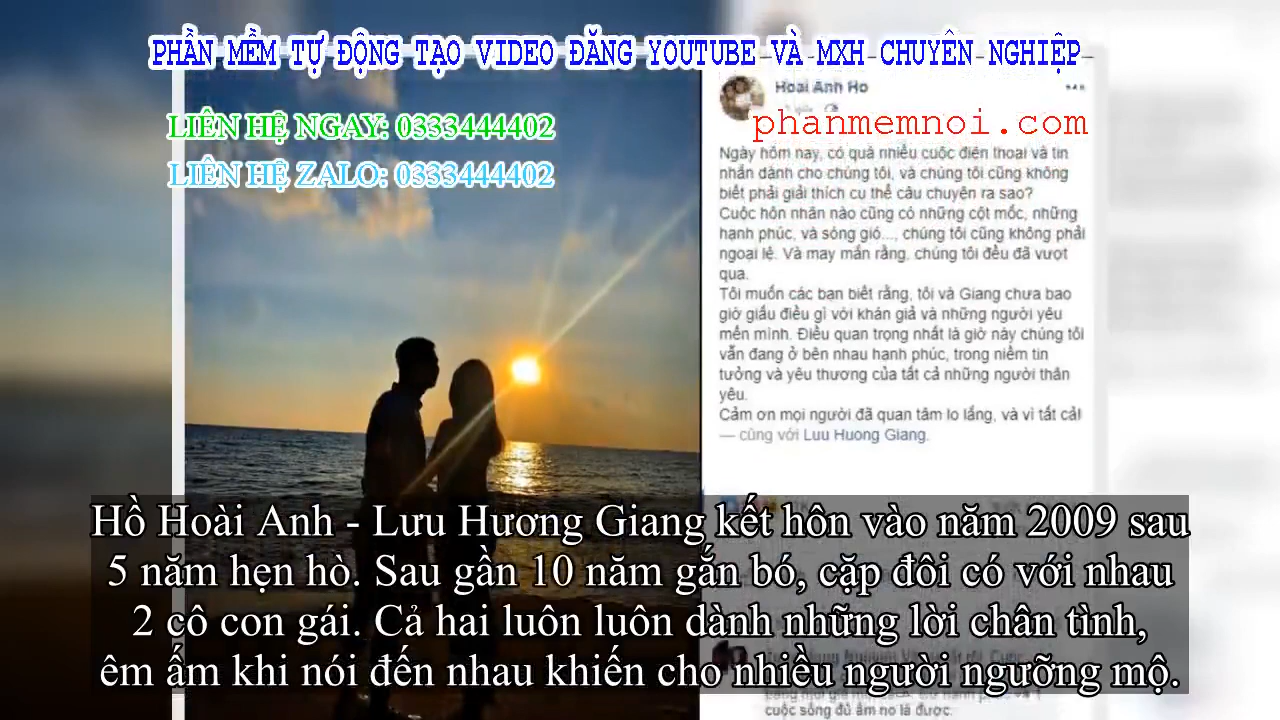 PHẦN MỀM TỰ ĐỘNG TẠO VIDEO ĐĂNG YOUTUBE VÀ MXH CHUYÊN NGHIỆP
Hoai Anh Ho
LIÊN HỆ NGAY: 0333444402
phanmemnoi.com
LIÊN HỆ ZALO: 0333444402
Ngày hôm nay, có quá nhiều cuộc điện thoại và tin
nhắn dành cho chúng tôi, và chúng tôi cũng không
biết phải giải thích cụ thể câu chuyện ra sao?
Cuộc hôn nhân nào cũng có những cột mốc, những
hạnh phúc, và sóng gió..., chúng tôi cũng không phải
ngoại lệ. Và may mắn rằng, chúng tôi đều đã vượt
qua.
Tôi muốn các bạn biết rằng, tôi và Giang chưa bao
giờ giấu điều gì với khán giả và những người yêu
mến mình. Điều quan trọng nhất là giờ này chúng tôi
vẫn đang ở bên nhau hạnh phúc, trong niềm tin
tưởng và yêu thương của tất cả những người thân
yêu.
Cảm ơn mọi người đã quan tâm lo lắng, và vì tất cả!
— cùng với Luu Huong Giang.
Hồ Hoài Anh - Lưu Hương Giang kết hôn vào năm 2009 sau
5 năm hẹn hò. Sau gần 10 năm gắn bó, cặp đôi có với nhau
2 cô con gái. Cả hai luôn luôn dành những lời chân tình,
êm ấm khi nói đến nhau khiến cho nhiều người ngưỡng mộ.
cuộc sống đủ ấm no là được.